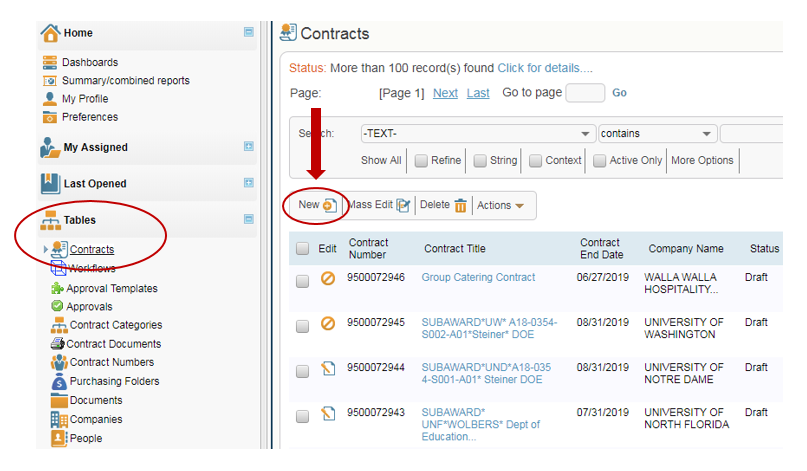 Home
Dashboards
Summary/combined reports
My Profile
Preferences
My Assigned
Last Opened
Tables
Contracts
Workflows
Approval Templates
Approvals
Contract Categories
Contract Documents
Contract Numbers
Purchasing Folders
Documents
Companies
People
Contracts
Status: More than 100 record(s) found Click for details....
Page: [Page 1] Next Last Go to page Go
Search: -TEXT- contains
Show All Refine String Context Active Only More Options
New Mass Edit Delete Actions
Edit Contract Number Contract Title Contract End Date Company Name Status
9500072946 Group Catering Contract 06/27/2019 WALLA WALLA Draft
HOSPITALITY...
9500072945 SUBAWARD*UW* A18-0354- 08/31/2019 UNIVERSITY OF Draft
S002-A01*Steiner* DOE WASHINGTON
9500072944 SUBAWARD*UND*A18-035 08/31/2019 UNIVERSITY OF Draft
4-S001-A01* Steiner DOE NOTRE DAME
9500072943 SUBAWARD* 07/31/2019 UNIVERSITY OF Draft
UNF*WOLBERS* Dept of NORTH FLORIDA
Education...